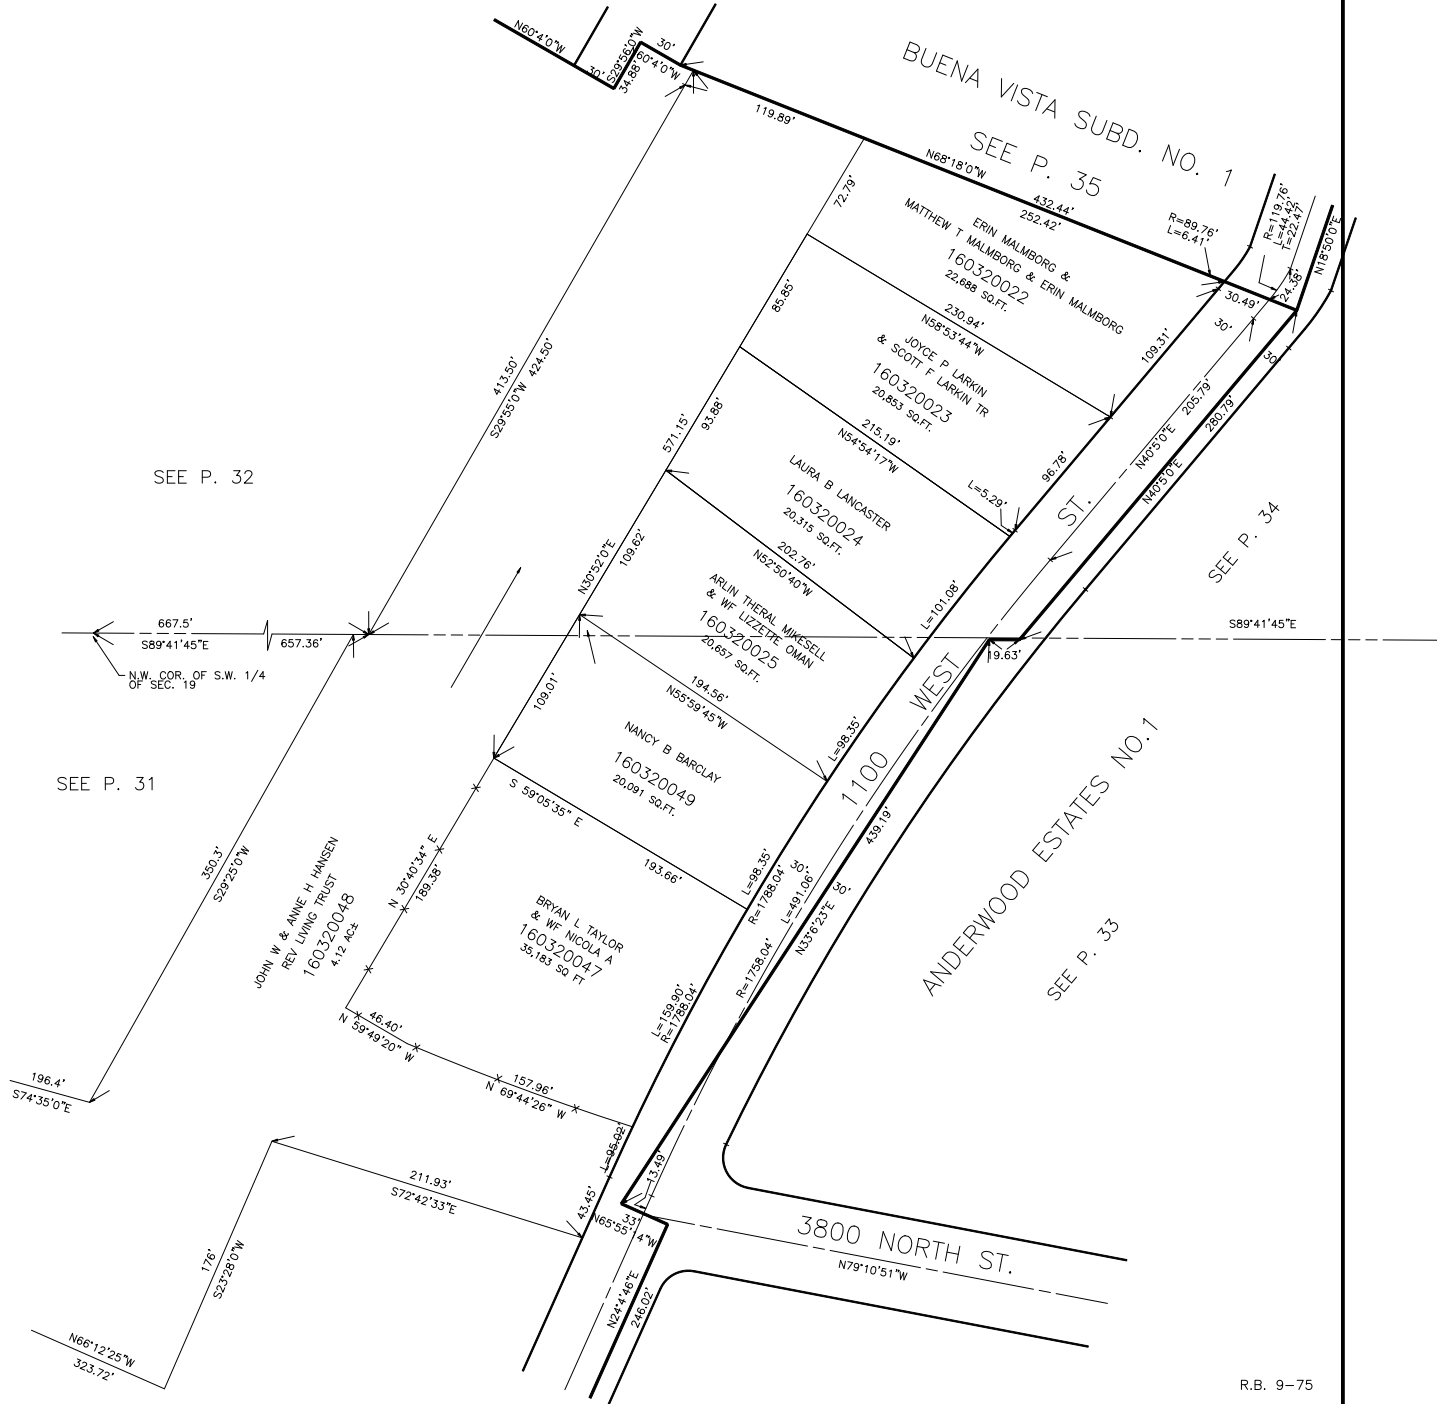 N60°4'0"W
30'
S29°56'0"W
34.88'
30'
60°4'0"W
119.89'
BUENA VISTA SUBD. NO. 1
SEE P. 35
N68°18'0"W
432.44'
252.42'
R=89.76'
L=6.41'
R=119.76'
L=44.42'
T=22.47'
N18°50'0"E
24.38'
30.49'
30'
30'
72.79'
ERIN MALMBORG &
MATTHEW T MALMBORG & ERIN MALMBORG
160320022
22,688 SQ.FT.
109.31'
230.94'
N58°53'44"W
85.85'
JOYCE P LARKIN
& SCOTT F LARKIN TR
160320023
20,853 SQ.FT.
96.78'
215.19'
N54°54'17"W
L=5.29'
413.50'
S29°55'0"W 424.50'
571.15'
93.88'
LAURA B LANCASTER
160320024
20,315 SQ.FT.
L=101.08'
202.76'
N52°50'40"W
N30°52'0"E
109.62'
ARLIN THERAL MIKESELL
& WF LIZZETTE OMAN
160320025
20,657 SQ.FT.
L=98.35'
194.56'
N55°59'45"W
109.01'
NANCY B BARCLAY
160320049
20,091 SQ.FT.
L=98.35'
R=1788.04'
S 59°05'35" E
193.66'
N40°5'0"E 205.79'
280.79'
N40°5'0"E
SEE P. 34
SEE P. 32
667.5'
S89°41'45"E
657.36'
N.W. COR. OF S.W. 1/4
OF SEC. 19
S89°41'45"E
19.63'
1100 WEST ST.
SEE P. 31
350.3'
S29°25'0"W
N 30°40'34" E
189.38'
JOHN W & ANNE H HANSEN
REV LIVING TRUST
160320048
4.12 AC±
BRYAN L TAYLOR
& WF NICOLA A
160320047
35,183 SQ FT
L=159.90'
R=1788.04'
30'
L=491.06'
R=1758.04'
30'
439.19'
N33°6'23"E
ANDERWOOD ESTATES NO.1
SEE P. 33
46.40'
N 59°49'20" W
157.96'
N 69°44'26" W
196.4'
S74°35'0"E
L=95.02'
211.93'
S72°42'33"E
43.45'
13.49'
33'
N65°55'14"W
3800 NORTH ST.
N79°10'51"W
176'
S23°28'0"W
N24°4'46"E
246.02'
N66°12'25"W
323.72'
R.B. 9-75